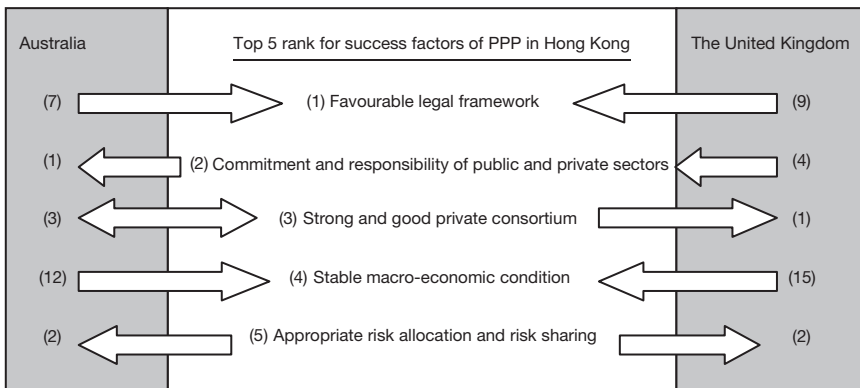 Australia Top 5 rank for success factors of PPP in Hong Kong The United Kingdom
(7) (1) Favourable legal framework (9)
(1) (2) Commitment and responsibility of public and private sectors (4)
(3) (3) Strong and good private consortium (1)
(12) (4) Stable macro-economic condition (15)
(2) (5) Appropriate risk allocation and risk sharing (2)